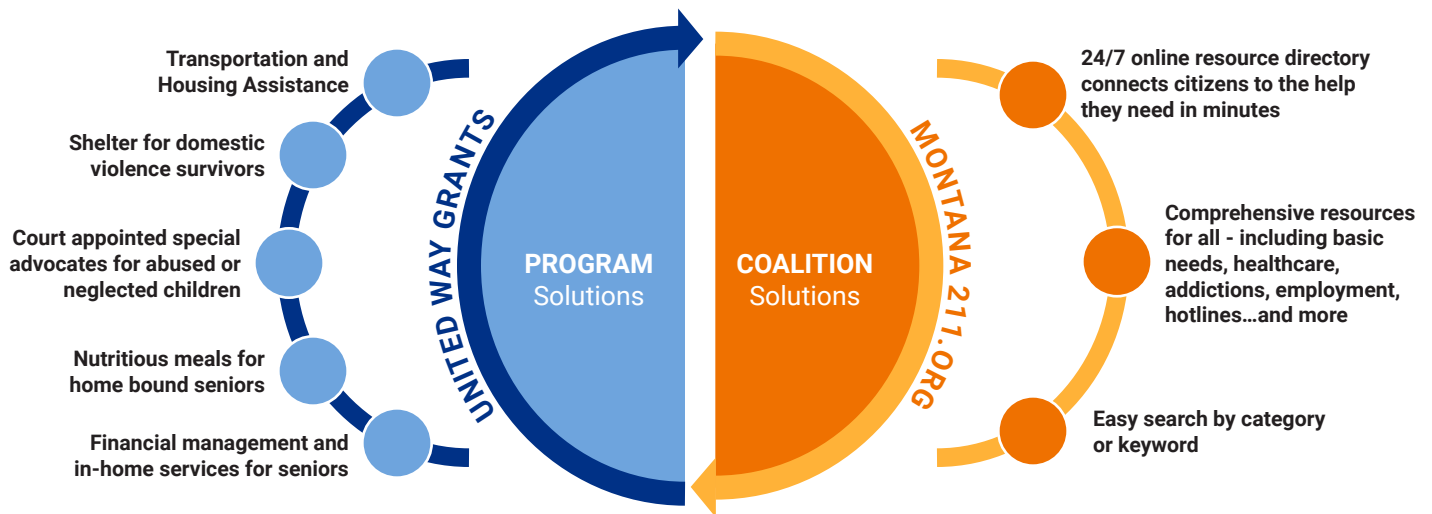 Transportation and
Housing Assistance
Shelter for domestic
violence survivors
Court appointed special
advocates for abused or
neglected children
Nutritious meals for
home bound seniors
Financial management and
in-home services for seniors
UNITED WAY GRANTS
PROGRAM
Solutions
COALITION
Solutions
MONTANA 211.ORG
24/7 online resource directory
connects citizens to the help
they need in minutes
Comprehensive resources
for all - including basic
needs, healthcare,
addictions, employment,
hotlines…and more
Easy search by category
or keyword